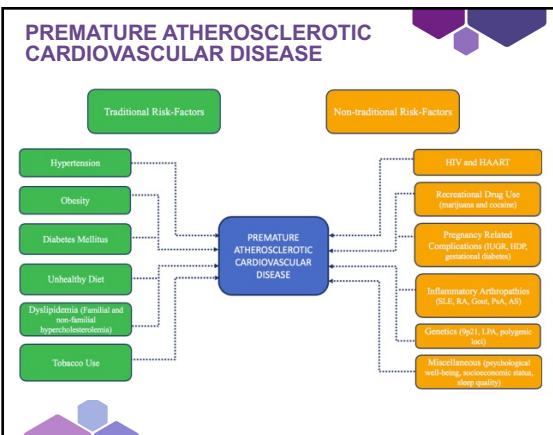 PREMATURE ATHEROSCLEROTIC
CARDIOVASCULAR DISEASE
Traditional Risk-Factors
Non-traditional Risk-Factors
Hypertension
Obesity
Diabetes Mellitus
Unhealthy Diet
Dyslipidemia (Familial and
non-familial
hypercholesterolemia)
Tobacco Use
PREMATURE
ATHEROSCLEROTIC
CARDIOVASCULAR
DISEASE
HIV and HAART
Recreational Drug Use
(marijuana and cocaine)
Pregnancy Related
Complications (IUGR, HDP,
gestational diabetes)
Inflammatory Arthropathies
(SLE, RA, Gout, PsA, AS)
Genetics (9p21, LPA, polygenic
loci)
Miscellaneous (psychological
well-being, socioeconomic status,
sleep quality)